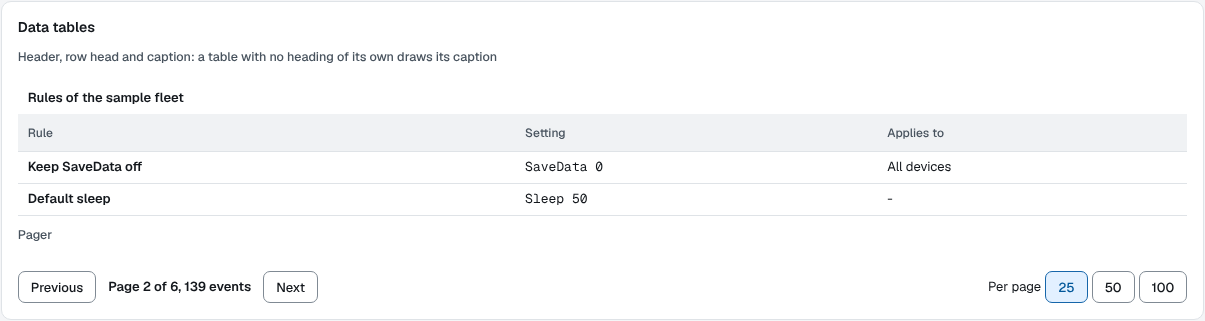 Data tables
Header, row head and caption: a table with no heading of its own draws its caption
Rules of the sample fleet
Rule Setting Applies to
Keep SaveData off SaveData 0 All devices
Default sleep Sleep 50 -
Pager
Previous Page 2 of 6, 139 events Next Per page 25 50 100